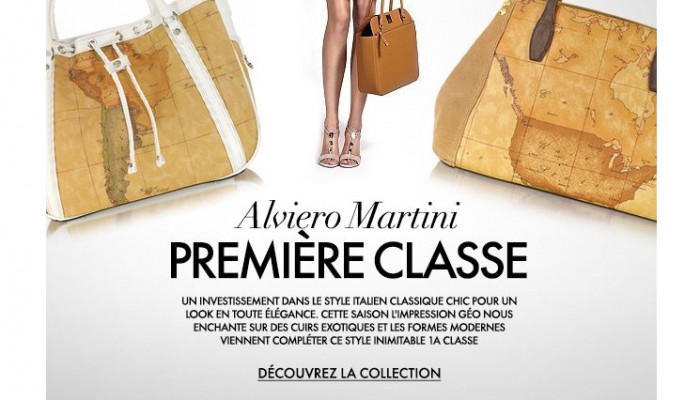 Alviero Martini
PREMIÈRE CLASSE
UN INVESTISSEMENT DANS LE STYLE ITALIEN CLASSIQUE CHIC POUR UN
LOOK EN TOUTE ÉLÉGANCE. CETTE SAISON L'IMPRESSION GÉO NOUS
ENCHANTE SUR DES CUIRS EXOTIQUES ET LES FORMES MODERNES
VIENNENT COMPLÉTER CE STYLE INIMITABLE 1A CLASSE
DÉCOUVREZ LA COLLECTION